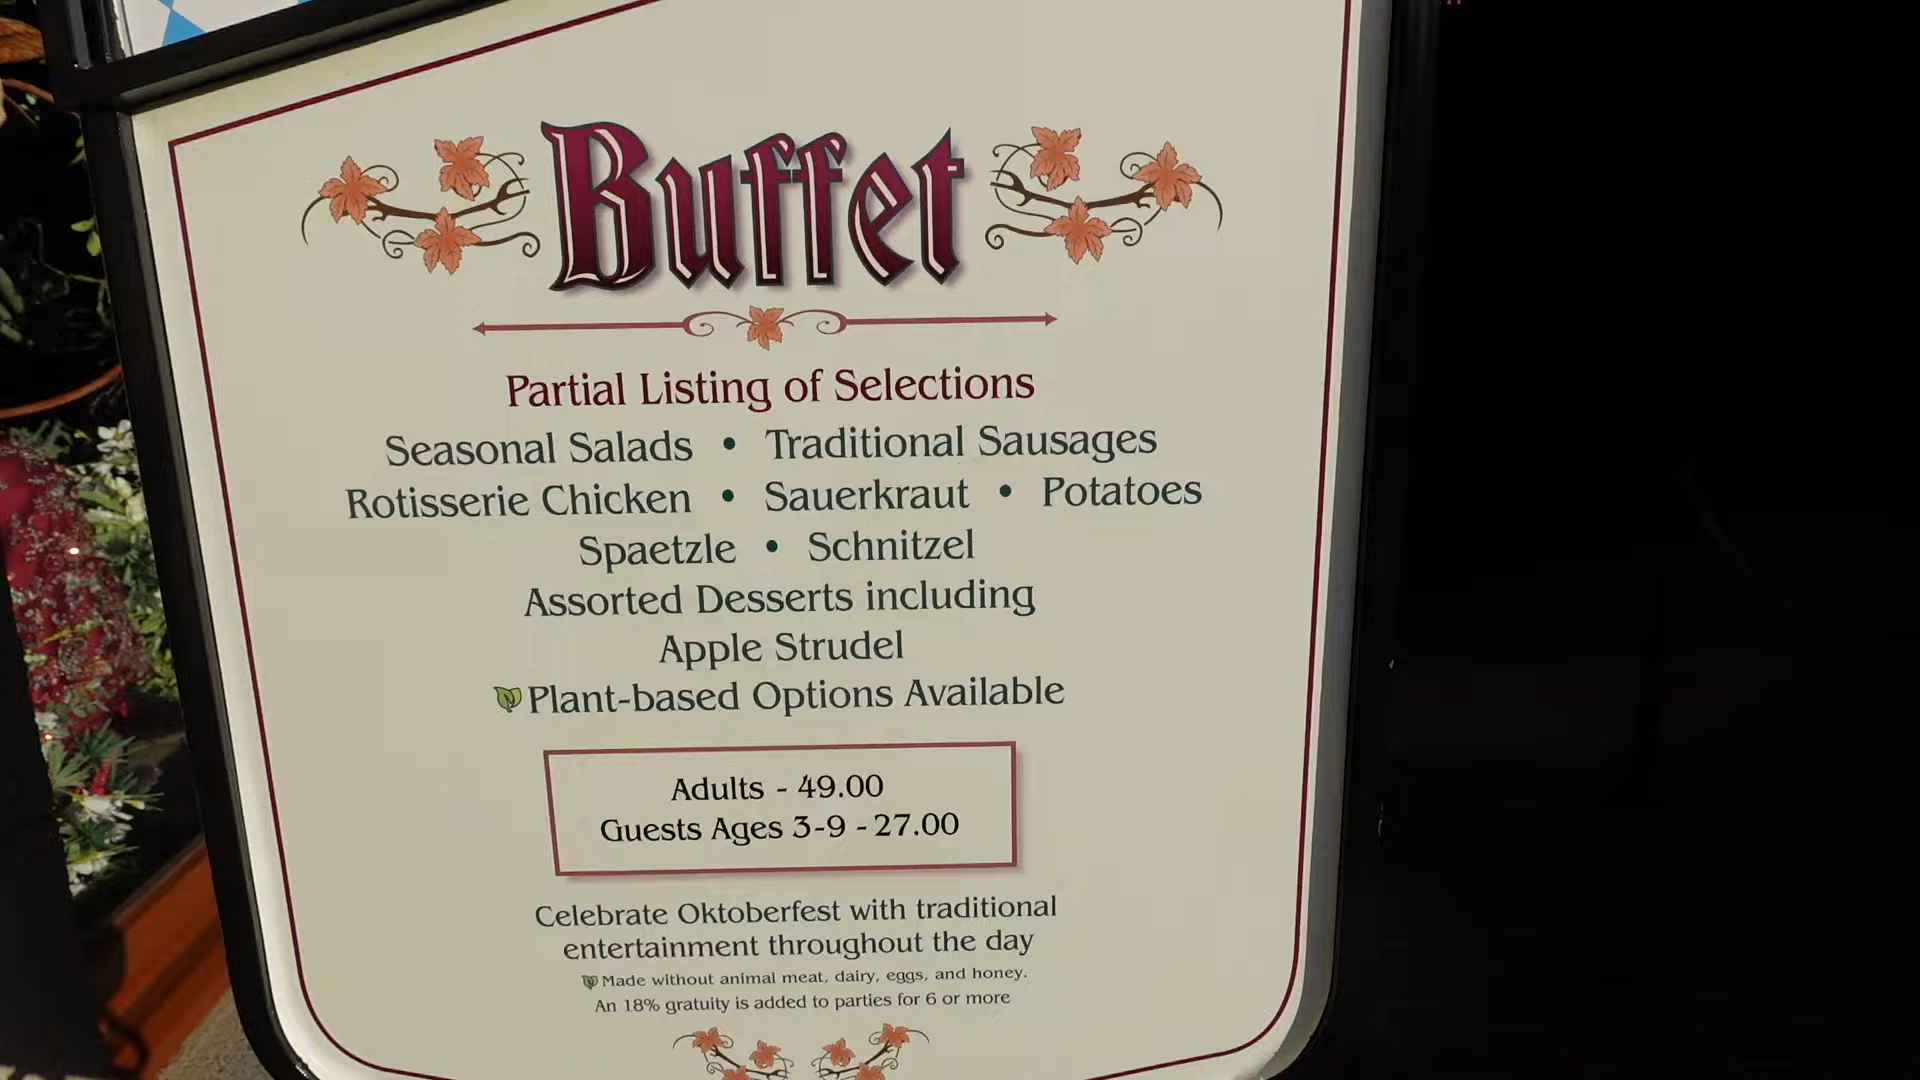 Buffet
Partial Listing of Selections
Seasonal Salads • Traditional Sausages
Rotisserie Chicken • Sauerkraut • Potatoes
Spaetzle • Schnitzel
Assorted Desserts including
Apple Strudel
Plant-based Options Available
Adults - 49.00
Guests Ages 3-9 - 27.00
Celebrate Oktoberfest with traditional
entertainment throughout the day
Made without animal meat, dairy, eggs, and honey.
An 18% gratuity is added to parties for 6 or more